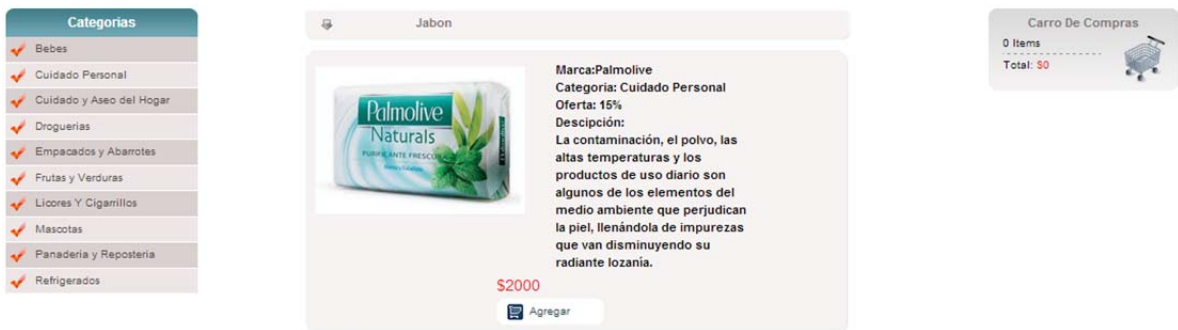 Categorias
Bebes
Cuidado Personal
Cuidado y Aseo del Hogar
Droguerias
Empacados y Abarrotes
Frutas y Verduras
Licores Y Cigarrillos
Mascotas
Panaderia y Reposteria
Refrigerados
Jabon
Palmolive
Naturals
Marca:Palmolive
Categoria: Cuidado Personal
Oferta: 15%
Descipción:
La contaminación, el polvo, las
altas temperaturas y los
productos de uso diario son
algunos de los elementos del
medio ambiente que perjudican
la piel, llenándola de impurezas
que van disminuyendo su
radiante lozanía.
$2000
Agregar
Carro De Compras
0 Items
Total: $0